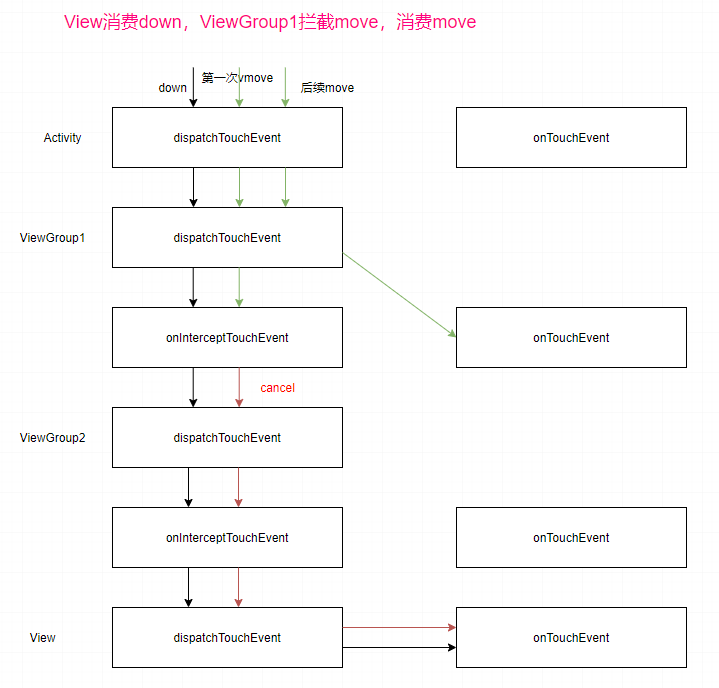 View消费down，ViewGroup1拦截move，消费move
第一次vmove
down
后续move
Activity
dispatchTouchEvent
onTouchEvent
ViewGroup1
dispatchTouchEvent
onInterceptTouchEvent
onTouchEvent
cancel
ViewGroup2
dispatchTouchEvent
onInterceptTouchEvent
onTouchEvent
View
dispatchTouchEvent
onTouchEvent